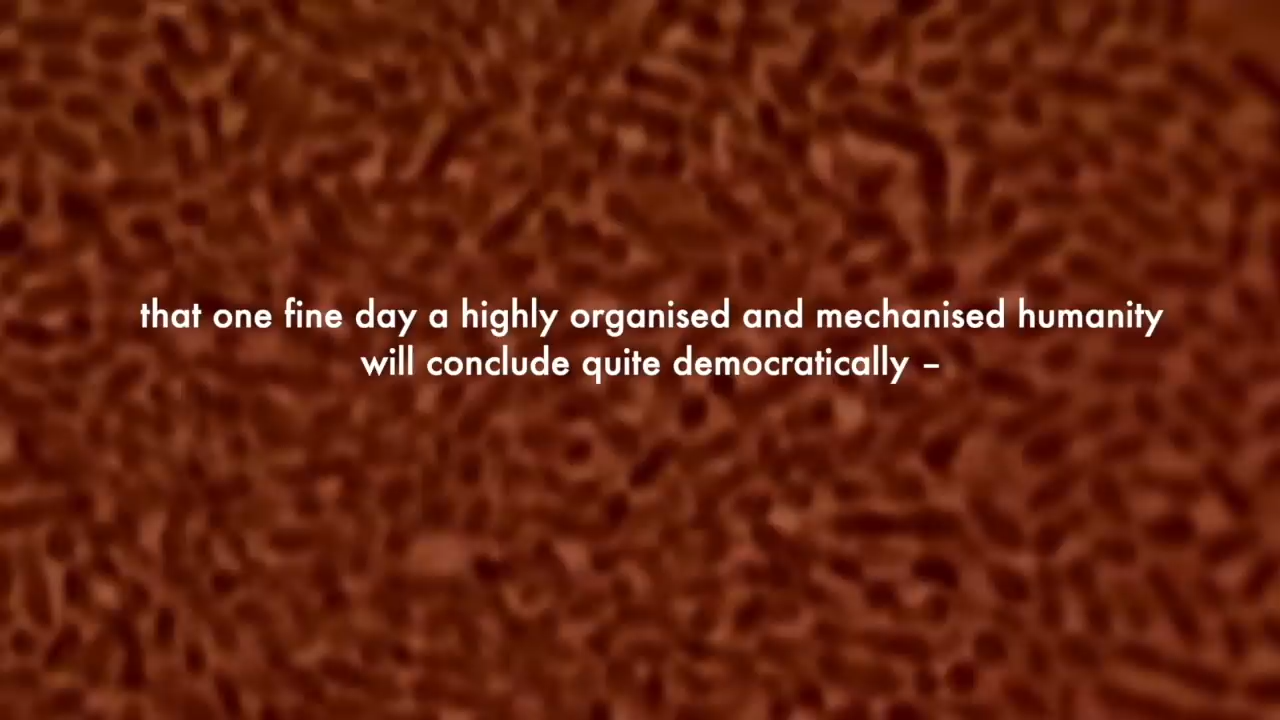 that one fine day a highly organised and mechanised humanity
will conclude quite democratically –